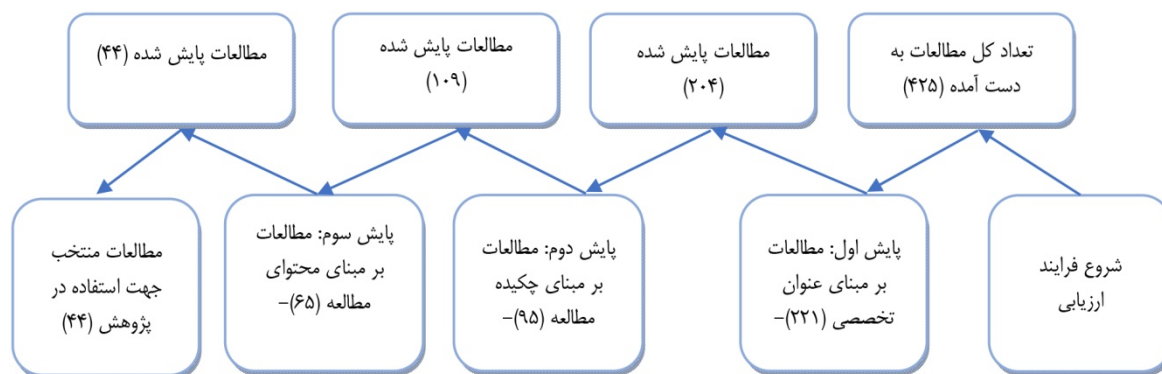 تعداد کل مطالعات به
دست آمده (۴۲۵)
مطالعات پایش شده
(۲۰۴)
مطالعات پایش شده
(۱۰۹)
مطالعات پایش شده (۴۴)
شروع فرایند
ارزیابی
پایش اول: مطالعات
بر مبنای عنوان
تخصصی (۲۲۱)-
پایش دوم: مطالعات
بر مبنای چکیده
مطالعه (۹۵)-
پایش سوم: مطالعات
بر مبنای محتوای
مطالعه (۶۵)-
مطالعات منتخب
جهت استفاده در
پژوهش (۴۴)